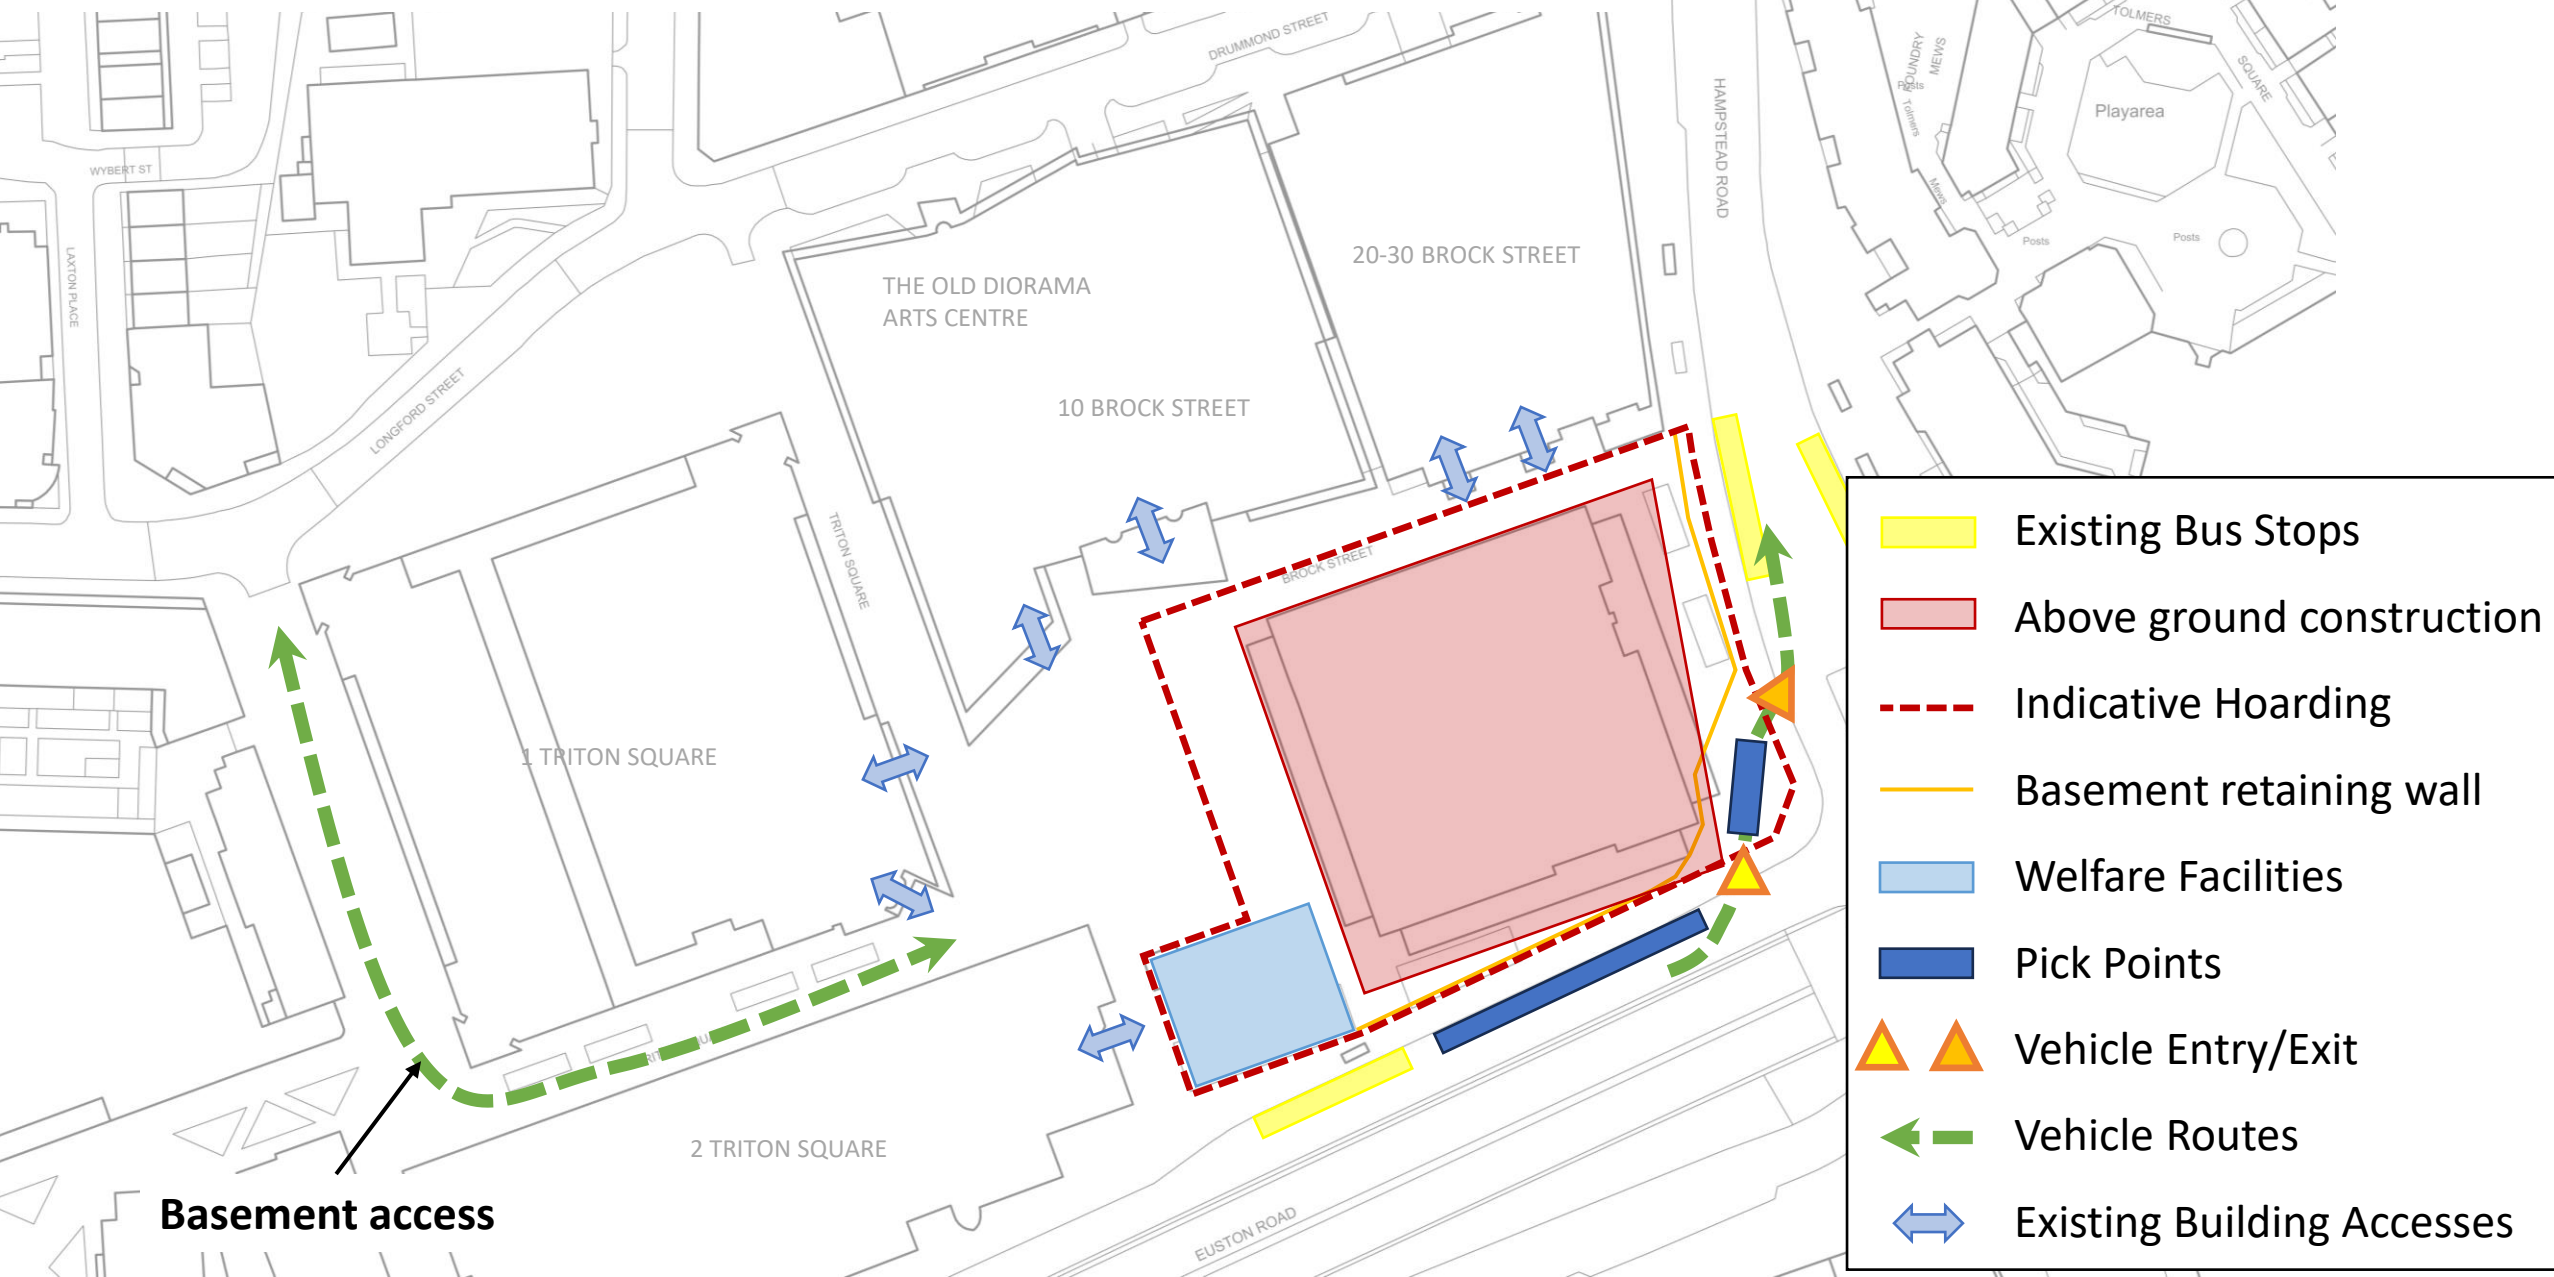 DRUMMOND STREET
TOLMERS
SQUARE
FOUNDRY
MEWS
Posts
Tolmers
Mews
Playarea
Posts
Posts
HAMPSTEAD ROAD
WYBERT ST
LAXTON PLACE
LONGFORD STREET
THE OLD DIORAMA
ARTS CENTRE
20-30 BROCK STREET
10 BROCK STREET
TRITON SQUARE
BROCK STREET
1 TRITON SQUARE
2 TRITON SQUARE
EUSTON ROAD
Basement access
Existing Bus Stops
Above ground construction
Indicative Hoarding
Basement retaining wall
Welfare Facilities
Pick Points
Vehicle Entry/Exit
Vehicle Routes
Existing Building Accesses